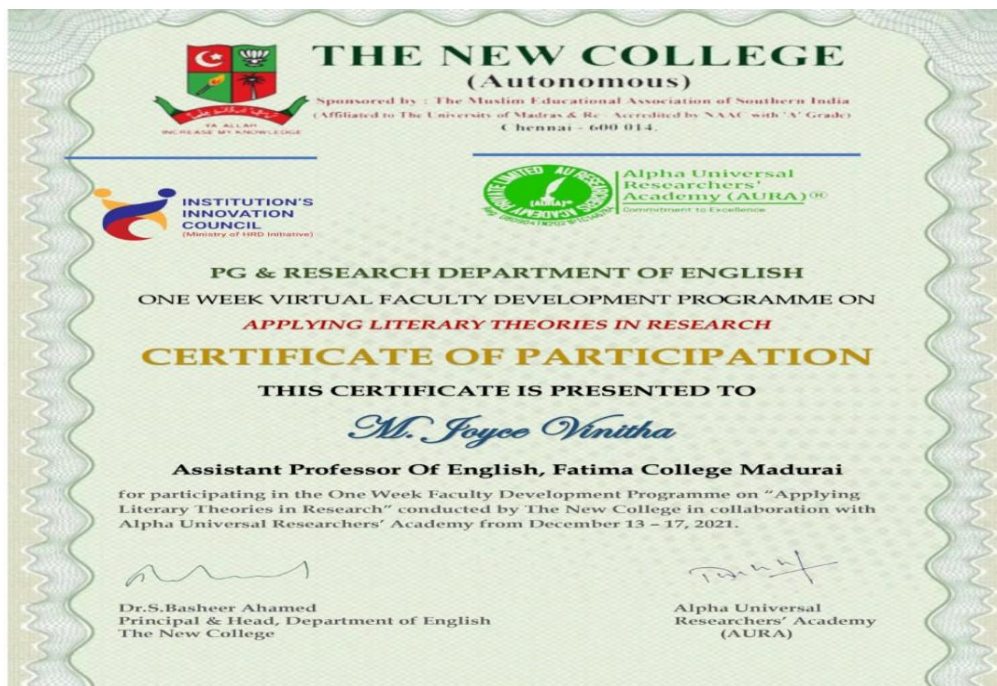 THE NEW COLLEGE
(Autonomous)
Sponsored by : The Muslim Educational Association of Southern India
(Affiliated to The University of Madras & Re - Accredited by NAAC with 'A' Grade)
Chennai - 600 014.
INCREASE MY KNOWLEDGE
INSTITUTION'S
INNOVATION
COUNCIL
(Ministry of HRD Initiative)
(AURA)®
Alpha Universal
Researchers'
Academy (AURA)®
Commitment to Excellence
PG & RESEARCH DEPARTMENT OF ENGLISH
ONE WEEK VIRTUAL FACULTY DEVELOPMENT PROGRAMME ON
APPLYING LITERARY THEORIES IN RESEARCH
CERTIFICATE OF PARTICIPATION
THIS CERTIFICATE IS PRESENTED TO
M. Joyce Vinitha
Assistant Professor Of English, Fatima College Madurai
for participating in the One Week Faculty Development Programme on "Applying
Literary Theories in Research" conducted by The New College in collaboration with
Alpha Universal Researchers' Academy from December 13 – 17, 2021.
Dr.S.Basheer Ahamed
Principal & Head, Department of English
The New College
Alpha Universal
Researchers' Academy
(AURA)